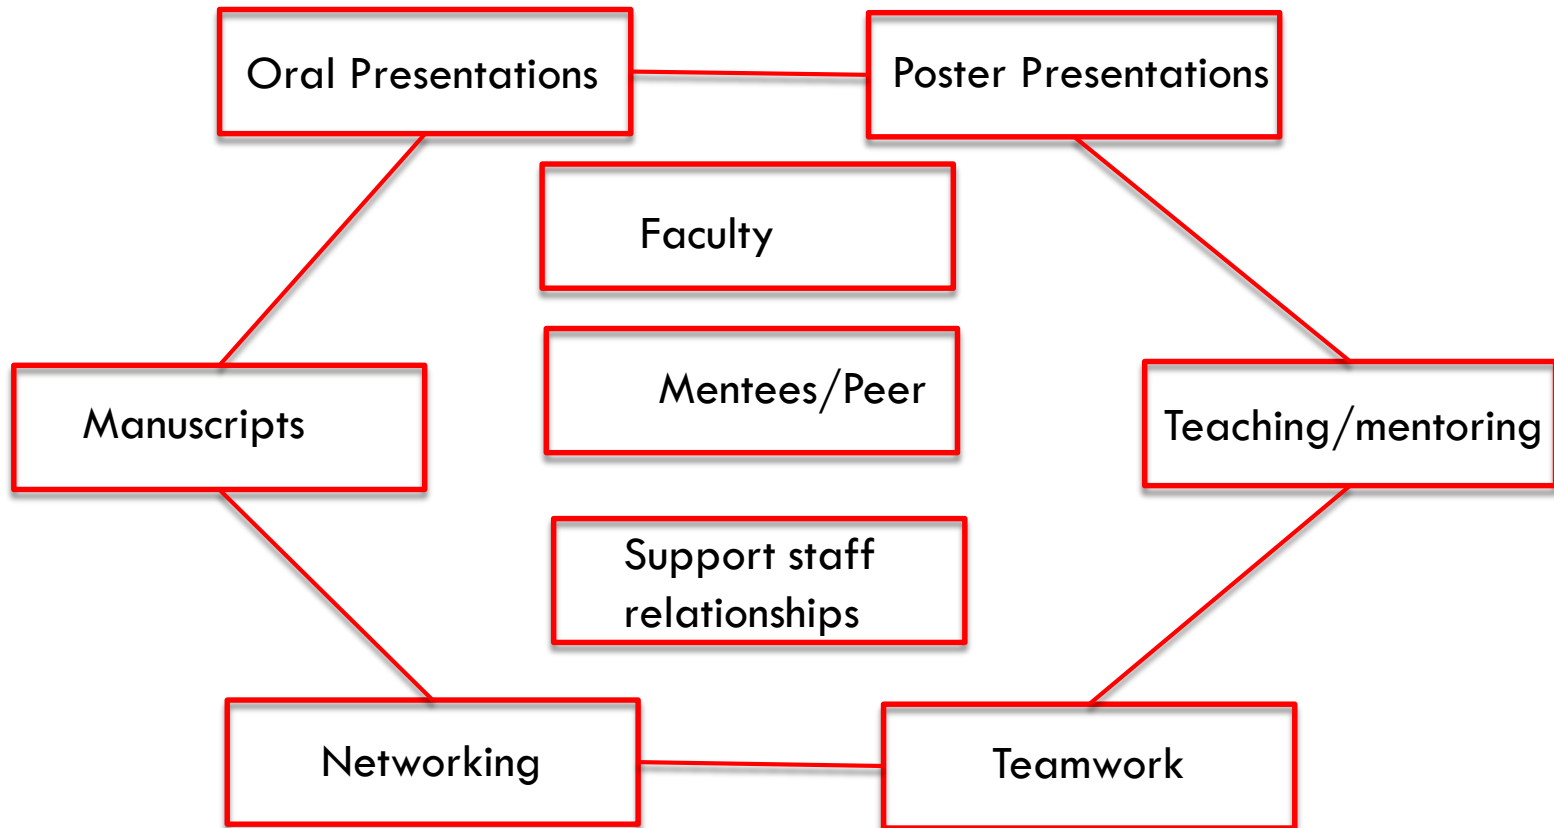 Oral Presentations
Poster Presentations
Faculty
Mentees/Peer
Manuscripts
Teaching/mentoring
Support staff
relationships
Networking
Teamwork